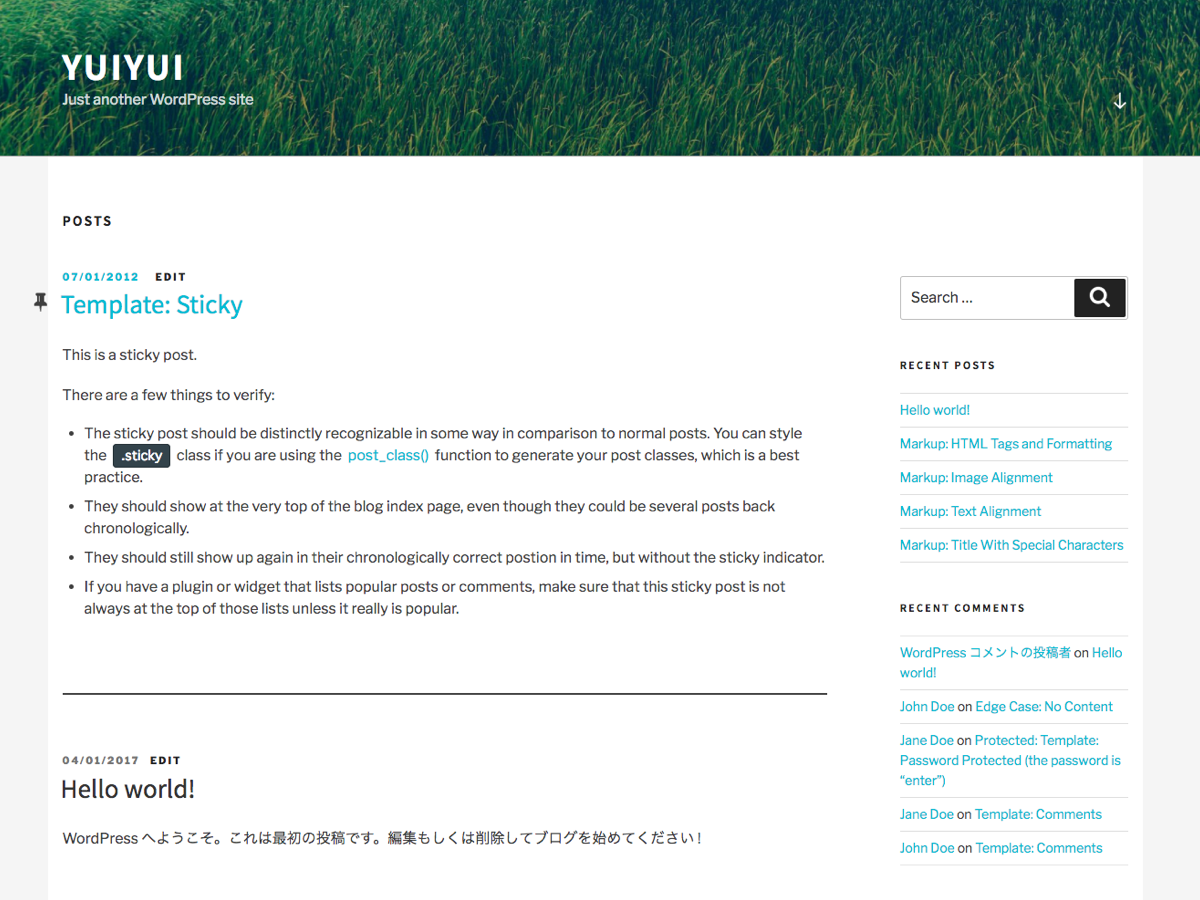 YUIYUI
Just another WordPress site
POSTS
07/01/2012 EDIT
Template: Sticky
This is a sticky post.
There are a few things to verify:
The sticky post should be distinctly recognizable in some way in comparison to normal posts. You can style
the .sticky class if you are using the post_class() function to generate your post classes, which is a best
practice.
They should show at the very top of the blog index page, even though they could be several posts back
chronologically.
They should still show up again in their chronologically correct postion in time, but without the sticky indicator.
If you have a plugin or widget that lists popular posts or comments, make sure that this sticky post is not
always at the top of those lists unless it really is popular.
04/01/2017 EDIT
Hello world!
WordPress へようこそ。これは最初の投稿です。編集もしくは削除してブログを始めてください !
Search ...
RECENT POSTS
Hello world!
Markup: HTML Tags and Formatting
Markup: Image Alignment
Markup: Text Alignment
Markup: Title With Special Characters
RECENT COMMENTS
WordPress コメントの投稿者 on Hello
world!
John Doe on Edge Case: No Content
Jane Doe on Protected: Template:
Password Protected (the password is
“enter”)
Jane Doe on Template: Comments
John Doe on Template: Comments